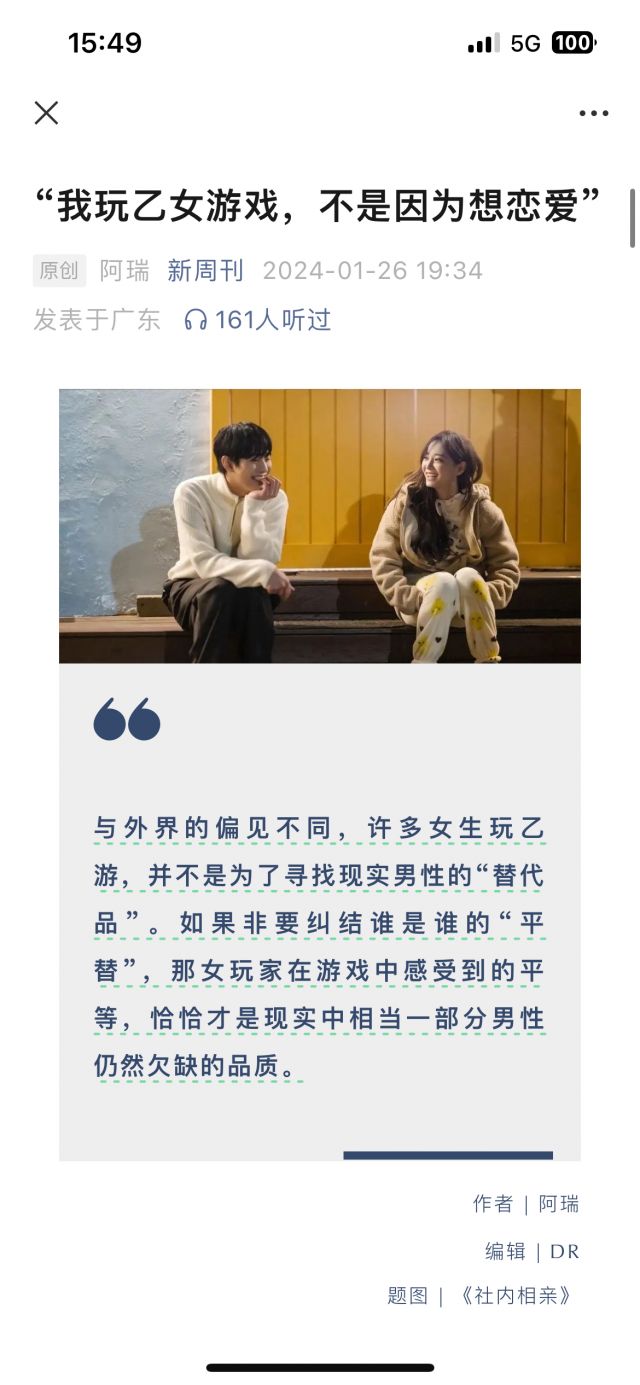 15:49
5G 100
“我玩乙女游戏，不是因为想恋爱”
原创 阿瑞 新周刊 2024-01-26 19:34
发表于广东 161人听过
与外界的偏见不同，许多女生玩乙
游，并不是为了寻找现实男性的“替代
品”。如果非要纠结谁是谁的“平
替”，那女玩家在游戏中感受到的平
等，恰恰才是现实中相当一部分男性
仍然欠缺的品质。
作者 | 阿瑞
编辑 | DR
题图 | 《社内相亲》